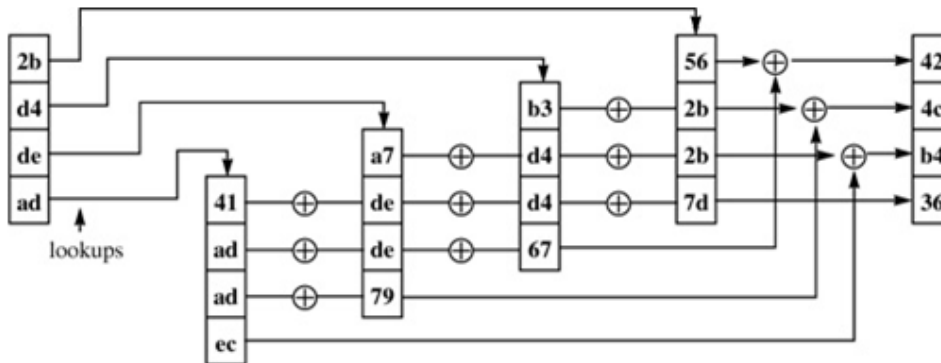 2b 56 42
d4 b3 2b 4c
de a7 d4 2b b4
ad 41 de d4 7d 36
lookups ad de 67
ad 79
ec